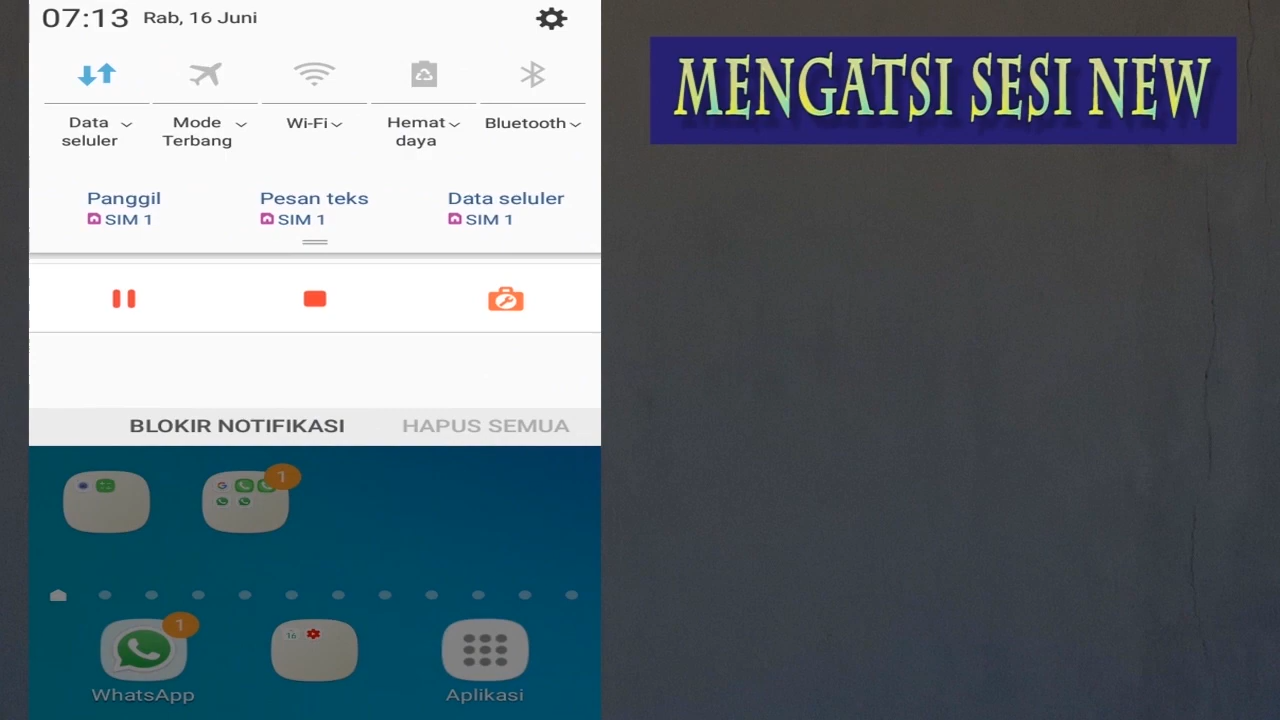 07:13 Rab, 16 Juni
Data seluler
Mode Terbang
Wi-Fi
Hemat daya
Bluetooth
Panggil
SIM 1
Pesan teks
SIM 1
Data seluler
SIM 1
BLOKIR NOTIFIKASI
HAPUS SEMUA
1
1
16
WhatsApp
Aplikasi
MENGATSI SESI NEW